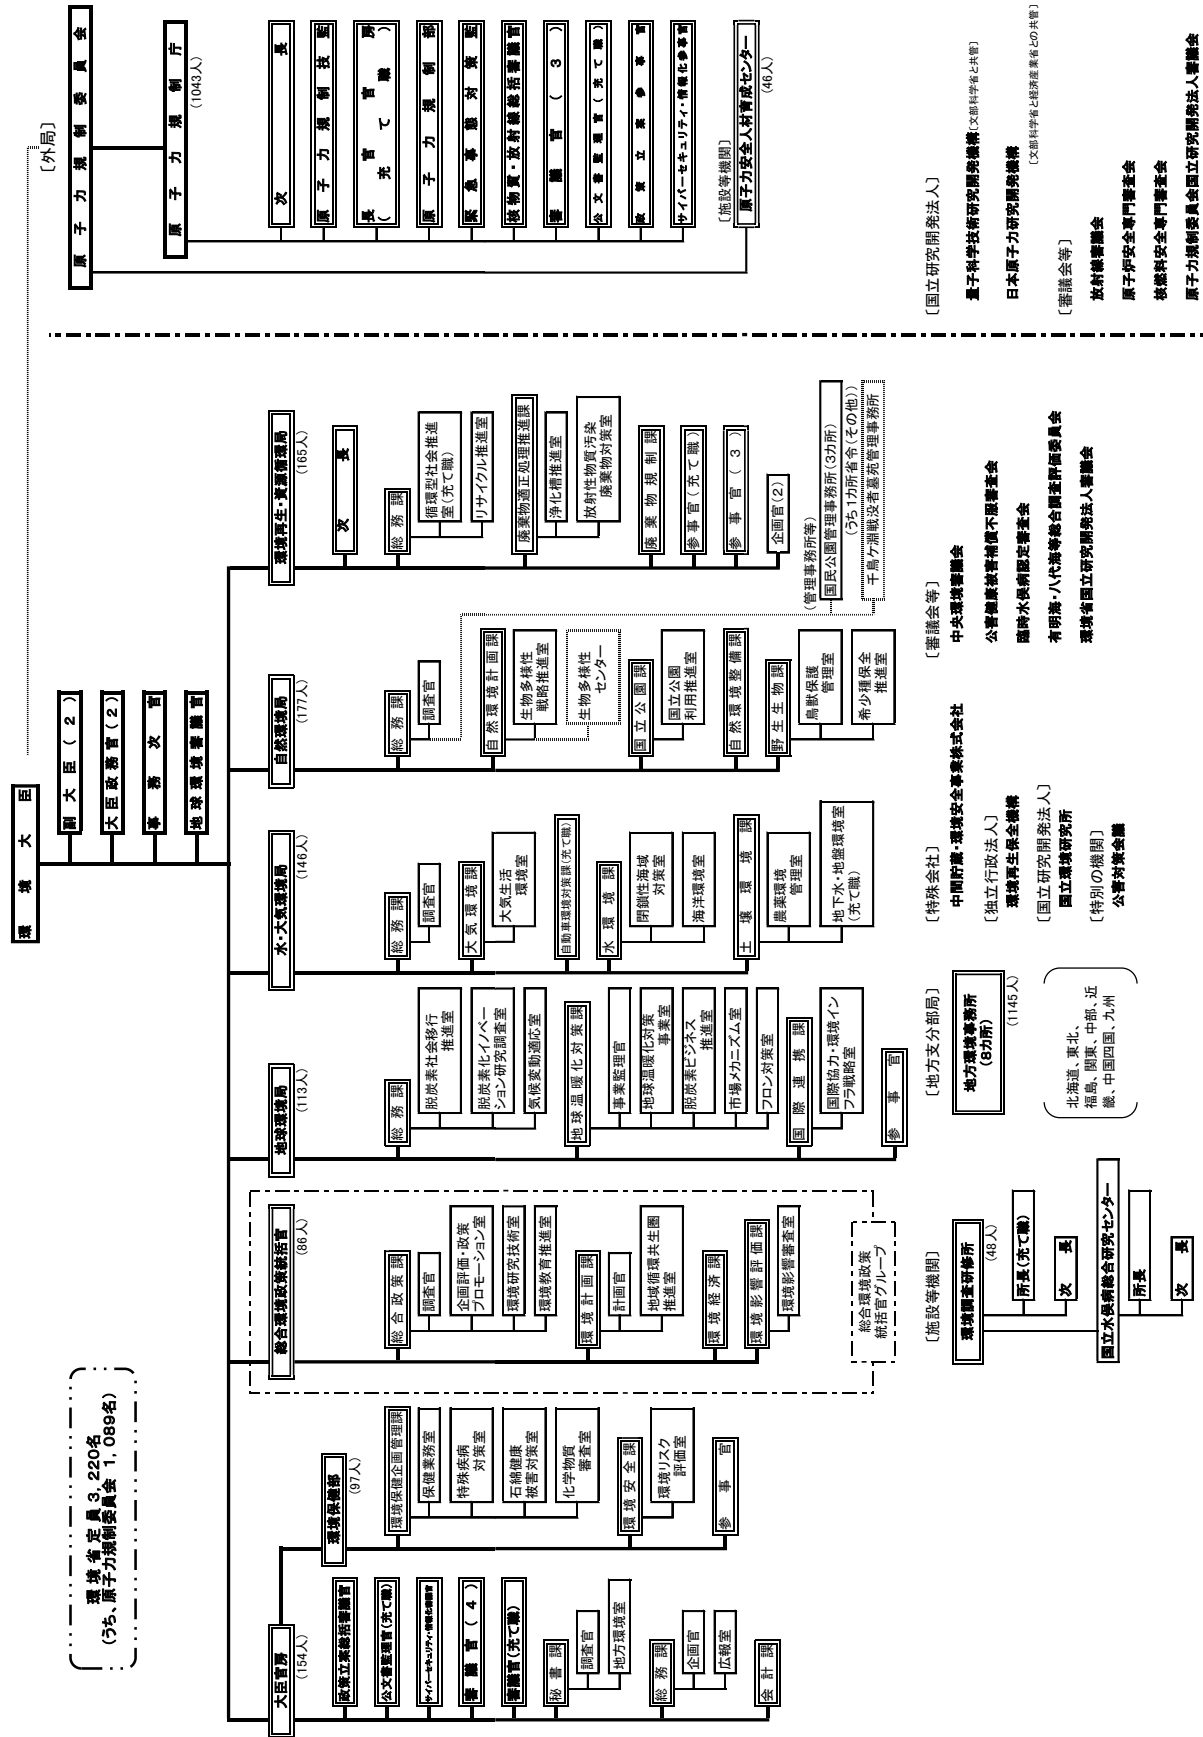 環境省定員 3,220名
(うち、原子力規制委員会 1,089名)
環境大臣
副大臣(2)
大臣政務官(2)
事務次官
地球環境審議官
大臣官房
(154人)
政策立案総括審議官
公文書監理官(充て職)
サイバーセキュリティ・情報化審議官
審議官(4)
審議官(充て職)
秘書課
調査官
地方環境室
総務課
企画官
広報室
会計課
環境保健部
(97人)
環境保健企画管理課
保健業務室
特殊疾病
対策室
石綿健康
被害対策室
化学物質
審査室
環境安全課
環境リスク
評価室
参事官
総合環境政策統括官
(86人)
総合政策課
調査官
企画評価・政策
プロモーション室
環境研究技術室
環境教育推進室
環境計画課
計画官
地域循環共生圏
推進室
環境経済課
環境影響評価課
環境影響審査室
総合環境政策
統括官グループ
地球環境局
(113人)
総務課
脱炭素社会移行
推進室
脱炭素化イノベー
ション研究調査室
気候変動適応室
地球温暖化対策課
事業監理官
地球温暖化対策
事業室
脱炭素ビジネス
推進室
市場メカニズム室
フロン対策室
国際連携課
国際協力・環境イン
フラ戦略室
参事官
水・大気環境局
(146人)
総務課
調査官
大気環境課
大気生活
環境室
自動車環境対策課(充て職)
水環境課
閉鎖性海域
対策室
海洋環境室
土壌環境課
農薬環境
管理室
地下水・地盤環境室
(充て職)
自然環境局
(177人)
総務課
調査官
自然環境計画課
生物多様性
戦略推進室
生物多様性
センター
国立公園課
国立公園
利用推進室
自然環境整備課
野生生物課
鳥獣保護
管理室
希少種保全
推進室
(管理事務所等)
国民公園管理事務所(3カ所)
(うち1カ所省令(その他))
千鳥ケ淵戦没者墓苑管理事務所
環境再生・資源循環局
(165人)
次長
総務課
循環型社会推進
室(充て職)
リサイクル推進室
廃棄物適正処理推進課
浄化槽推進室
放射性物質汚染
廃棄物対策室
廃棄物規制課
参事官(充て職)
参事官(3)
企画官(2)
[施設等機関]
環境調査研修所
(48人)
所長(充て職)
次長
国立水俣病総合研究センター
所長
次長
[地方支分部局]
地方環境事務所
(8カ所)
(1145人)
北海道、東北、
福島、関東、中部、近
畿、中国四国、九州
[特殊会社]
中間貯蔵・環境安全事業株式会社
[独立行政法人]
環境再生保全機構
[国立研究開発法人]
国立環境研究所
[特別の機関]
公害対策会議
[審議会等]
中央環境審議会
公害健康被害補償不服審査会
臨時水俣病認定審査会
有明海・八代海等総合調査評価委員会
環境省国立研究開発法人審議会
[外局]
原子力規制委員会
原子力規制庁
(1043人)
次長
原子力規制技監
長官官房
(充て職)
原子力規制部
緊急事態対策監
核物質・放射線総括審議官
審議官(3)
公文書監理官(充て職)
政策立案参事官
サイバーセキュリティ・情報化参事官
[施設等機関]
原子力安全人材育成センター
(46人)
[国立研究開発法人]
量子科学技術研究開発機構[文部科学省と共管]
日本原子力研究開発機構
[文部科学省と経済産業省との共管]
[審議会等]
放射線審議会
原子炉安全専門審査会
核燃料安全専門審査会
原子力規制委員会国立研究開発法人審議会